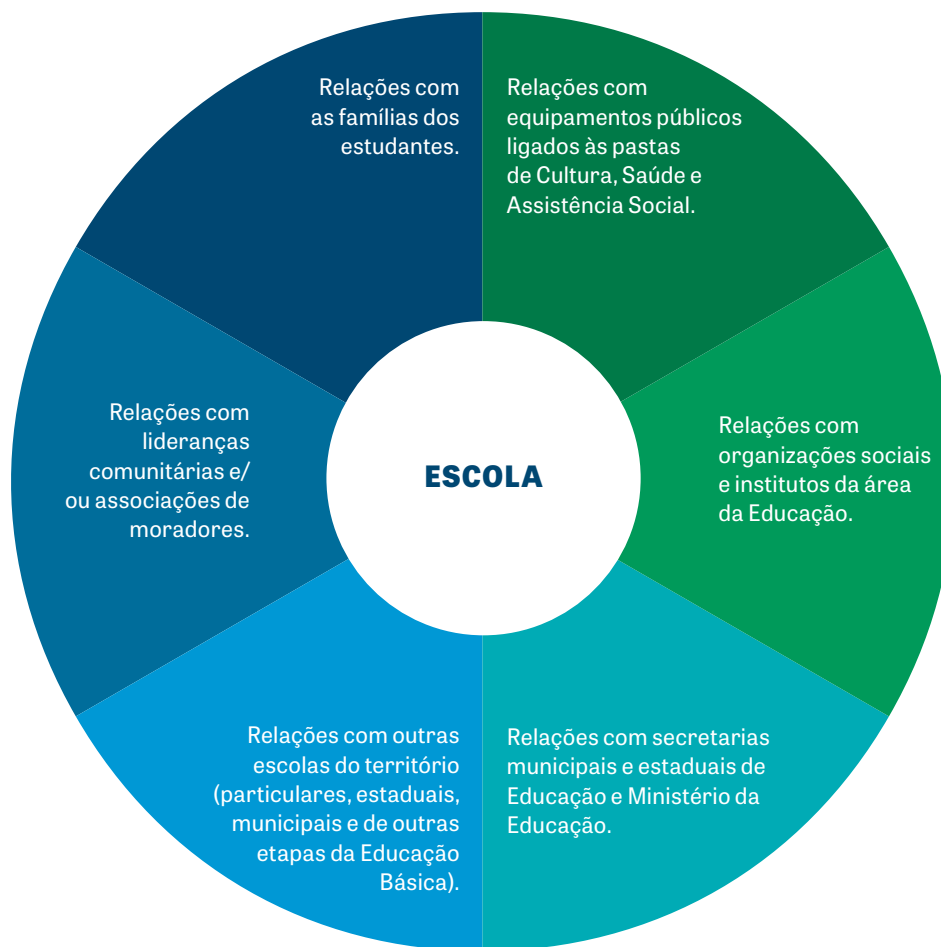 Relações com
as famílias dos
estudantes.
Relações com
equipamentos públicos
ligados às pastas
de Cultura, Saúde e
Assistência Social.
Relações com
lideranças
comunitárias e/
ou associações de
moradores.
ESCOLA
Relações com
organizações sociais
e institutos da área
da Educação.
Relações com outras
escolas do território
(particulares, estaduais,
municipais e de outras
etapas da Educação
Básica).
Relações com secretarias
municipais e estaduais de
Educação e Ministério da
Educação.